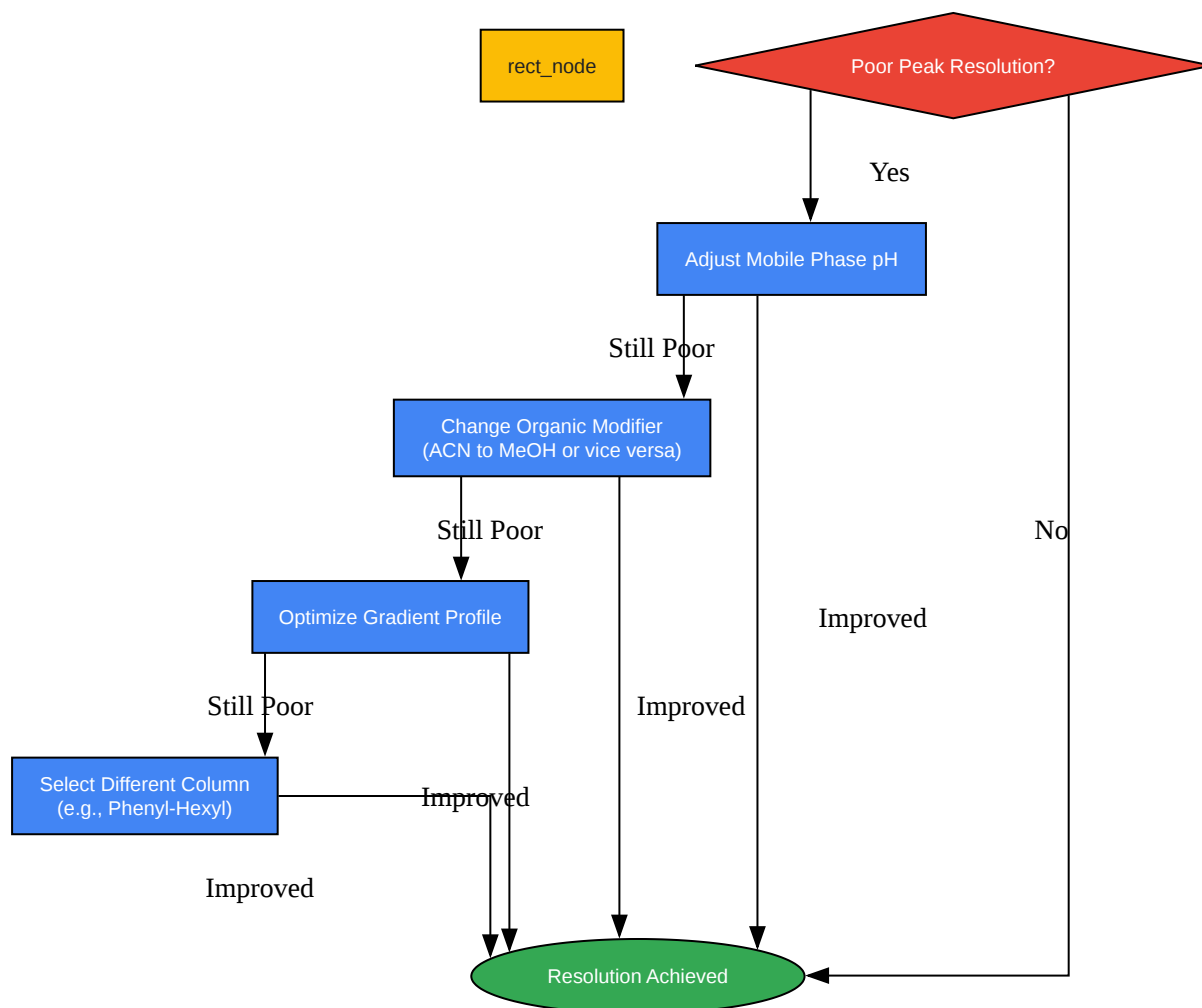 rect_node
Poor Peak Resolution?
Yes
Adjust Mobile Phase pH
Still Poor
Change Organic Modifier
(ACN to MeOH or vice versa)
Still Poor
No
Optimize Gradient Profile
Improved
Still Poor
Improved
Select Different Column
(e.g., Phenyl-Hexyl)
Improved
Improved
Resolution Achieved